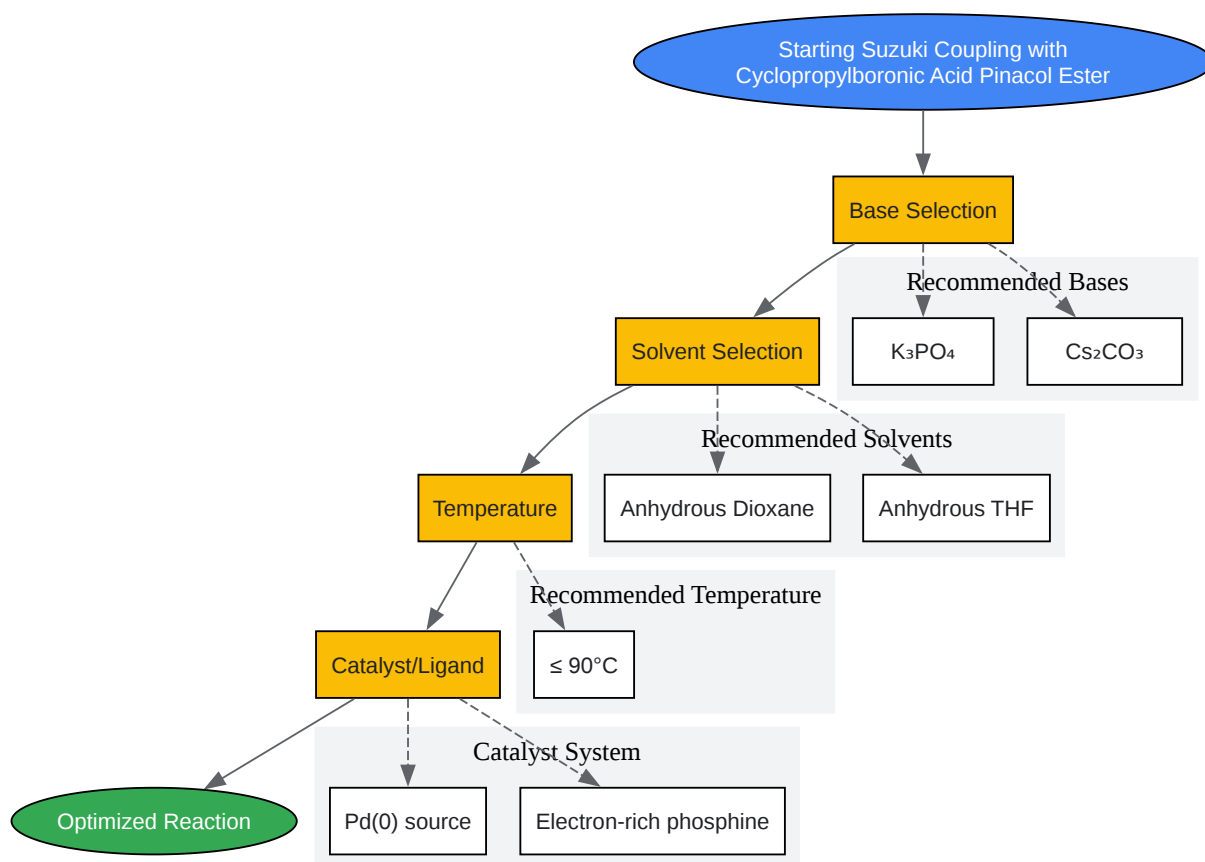 Starting Suzuki Coupling with
Cyclopropylboronic Acid Pinacol Ester
Base Selection
Recommended Bases
K₃PO₄
Cs₂CO₃
Solvent Selection
Recommended Solvents
Anhydrous Dioxane
Anhydrous THF
Temperature
Recommended Temperature
≤ 90°C
Catalyst/Ligand
Catalyst System
Pd(0) source
Electron-rich phosphine
Optimized Reaction